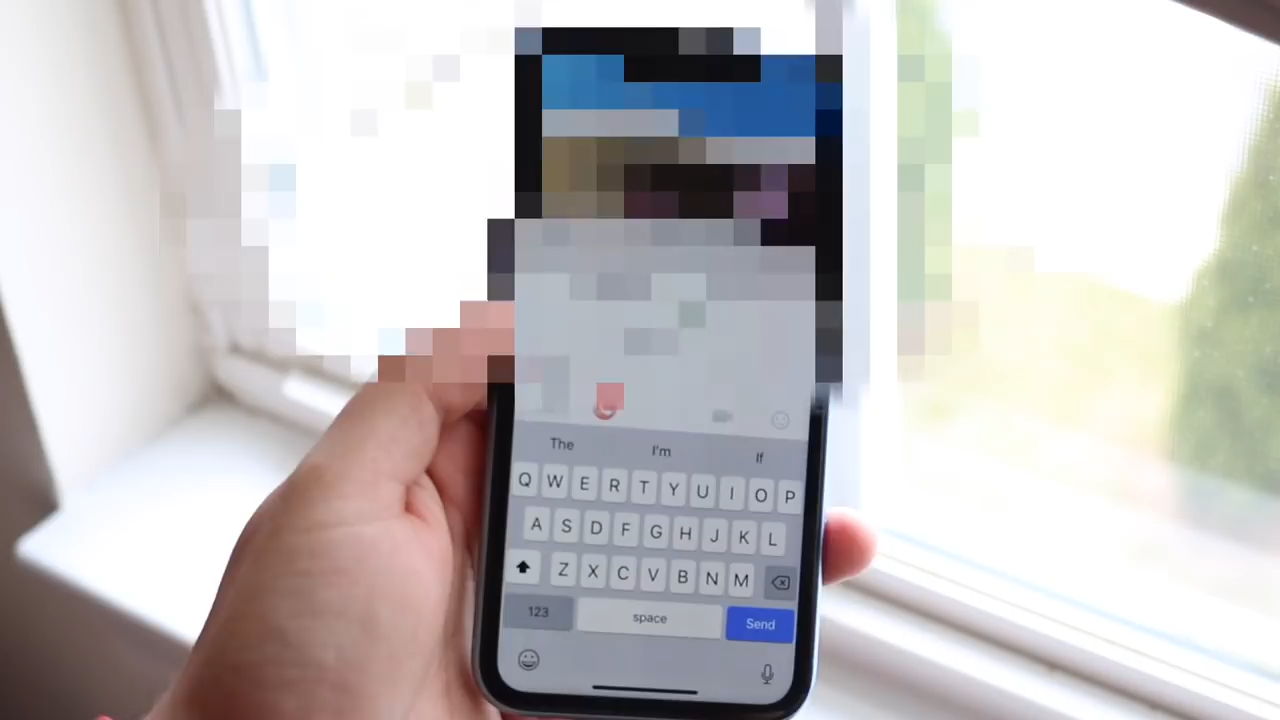 The I'm If
Q W E R T Y U I O P
A S D F G H J K L
Z X C V B N M
123 space Send